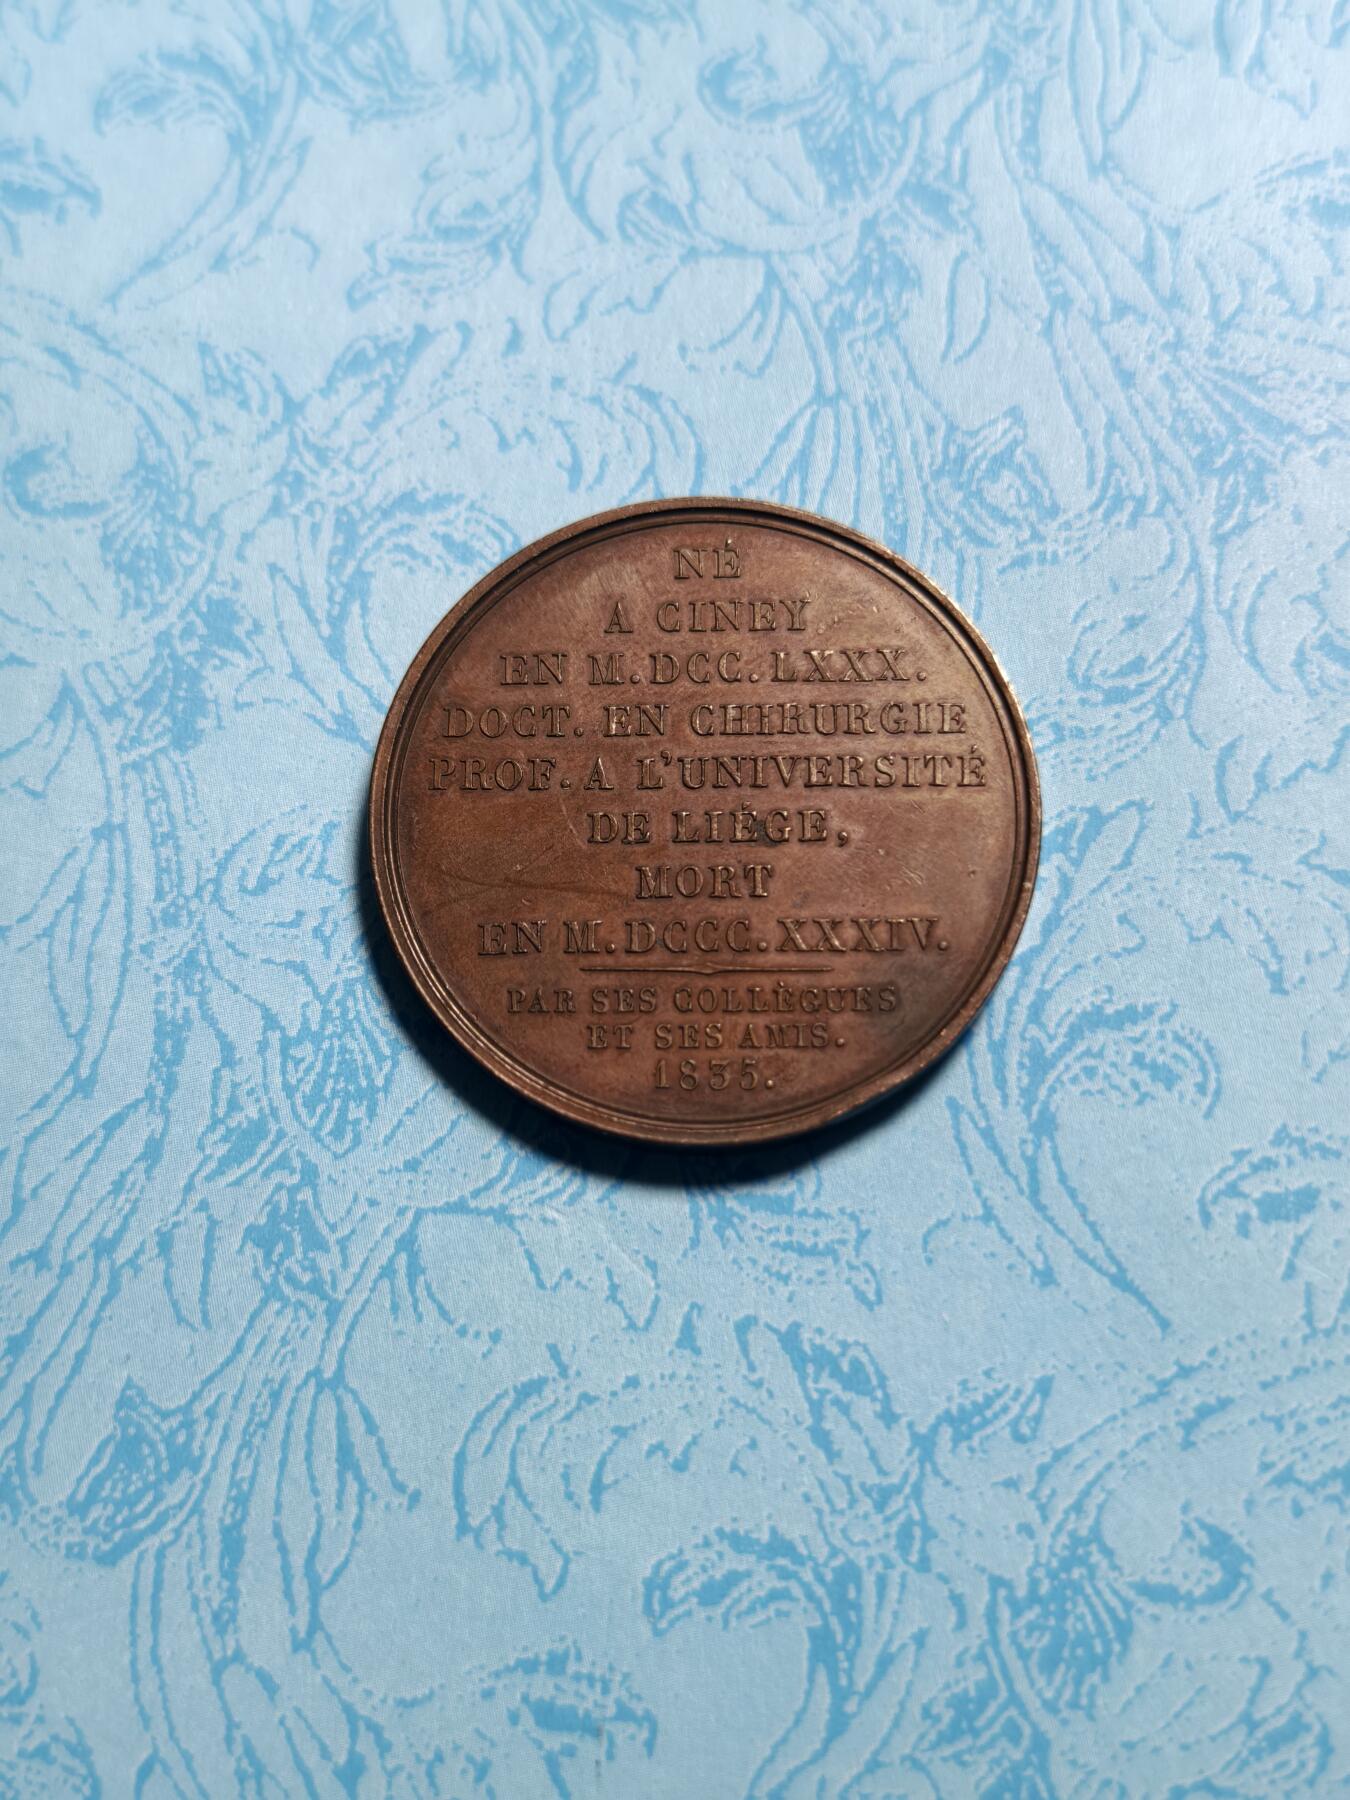 NÉ
A CINEY
EN M.DCC.LXXX.
DOCT. EN CHIRURGIE
PROF. A L'UNIVERSITÉ
DE LIÉGE,
MORT
EN M.DCCC.XXXIV.
PAR SES COLLÈGUES
ET SES AMIS.
1835.